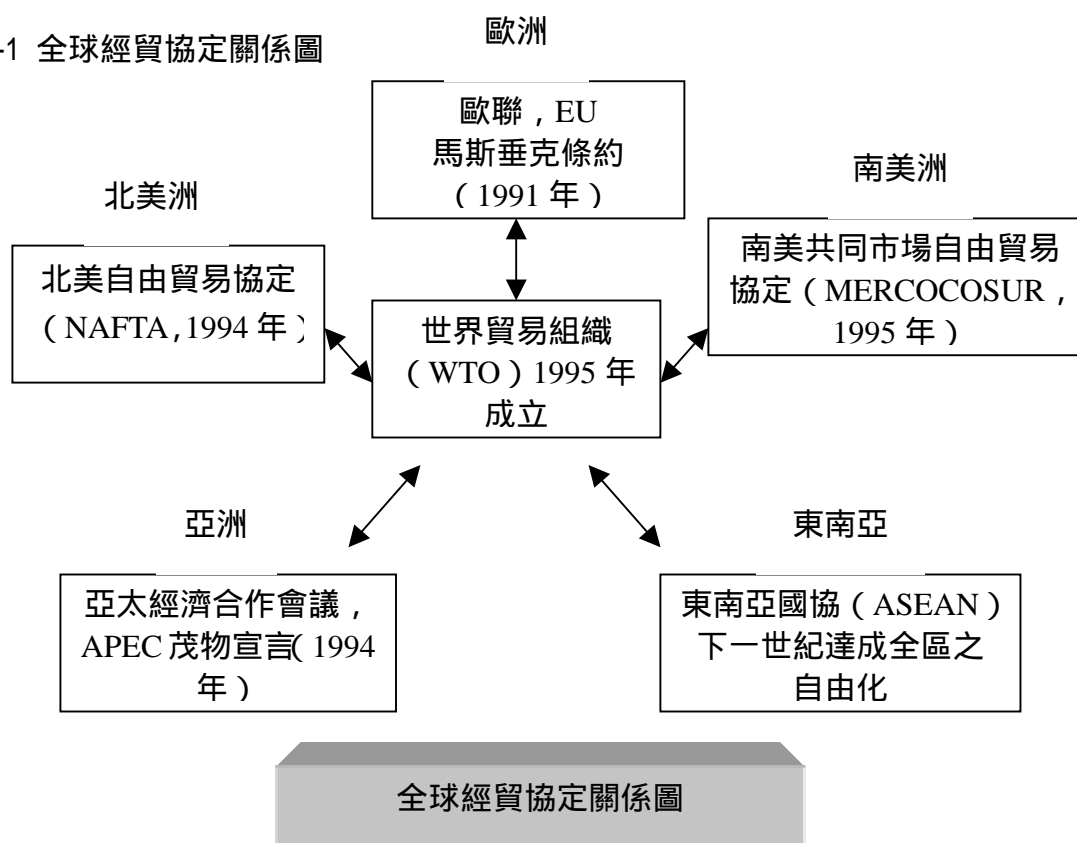 歐洲
-1 全球經貿協定關係圖
歐聯，EU
馬斯垂克條約
（1991 年）
北美洲
南美洲
北美自由貿易協定
（NAFTA,1994 年）
南美共同市場自由貿易
協定（MERCOCOSUR，
1995 年）
世界貿易組織
（WTO）1995 年
成立
亞洲
東南亞
亞太經濟合作會議，
APEC 茂物宣言（1994
年）
東南亞國協（ASEAN）
下一世紀達成全區之
自由化
全球經貿協定關係圖